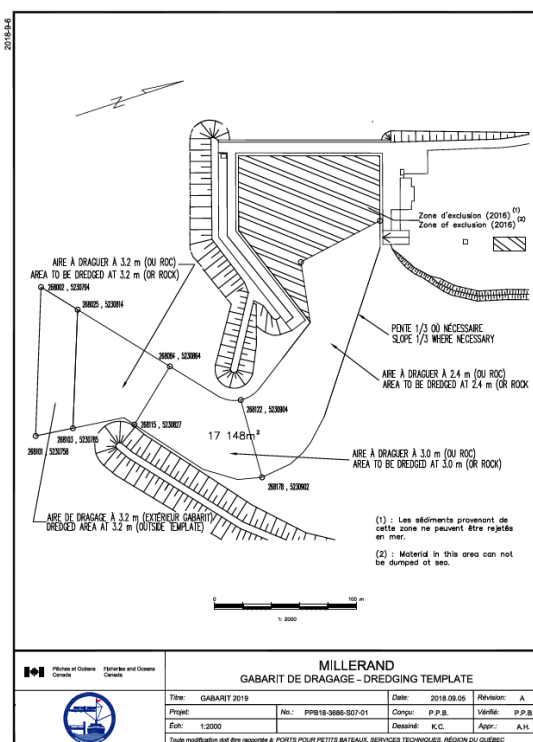 2018-9-6
Zone d'exclusion (2016) (1)
Zone of exclusion (2016) (2)
AIRE À DRAGUER À 3.2 m (OU ROC)
AREA TO BE DREDGED AT 3.2 m (OR ROCK)
268002 , 5230794
268025 , 5230814
PENTE 1/3 OÙ NÉCESSAIRE
SLOPE 1/3 WHERE NECESSARY
268084 , 5230864
AIRE À DRAGUER À 2.4 m (OU ROC)
AREA TO BE DREDGED AT 2.4 m (OR ROCK
268122 , 5230904
268115 , 5230827
17 148m²
268103 , 5230785
268101 , 5230758
AIRE À DRAGUER À 3.0 m (OU ROC)
AREA TO BE DREDGED AT 3.0 m (OR ROCK)
268178 , 5230902
AIRE DE DRAGAGE À 3.2 m (EXTÉRIEUR GABARIT)
DREDGED AREA AT 3.2 m (OUTSIDE TEMPLATE)
(1) : Les sédiments provenant de
cette zone ne peuvent être rejetés
en mer.
(2) : Material in this area can not
be dumped at sea.
0 100 m
1: 2000
Pêches et Océans Canada
Fisheries and Oceans Canada
MILLERAND
GABARIT DE DRAGAGE - DREDGING TEMPLATE
Titre: GABARIT 2019
Date: 2018.09.05
Révision: A
Projet:
No.: PPB18-3686-S07-01
Conçu: P.P.B.
Vérifié: P.P.B.
Éch: 1:2000
Dessiné: K.C.
Appr.: A.H.
Toute modification doit être rapportée à: PORTS POUR PETITS BATEAUX, SERVICES TECHNIQUES, RÉGION DU QUÉBEC